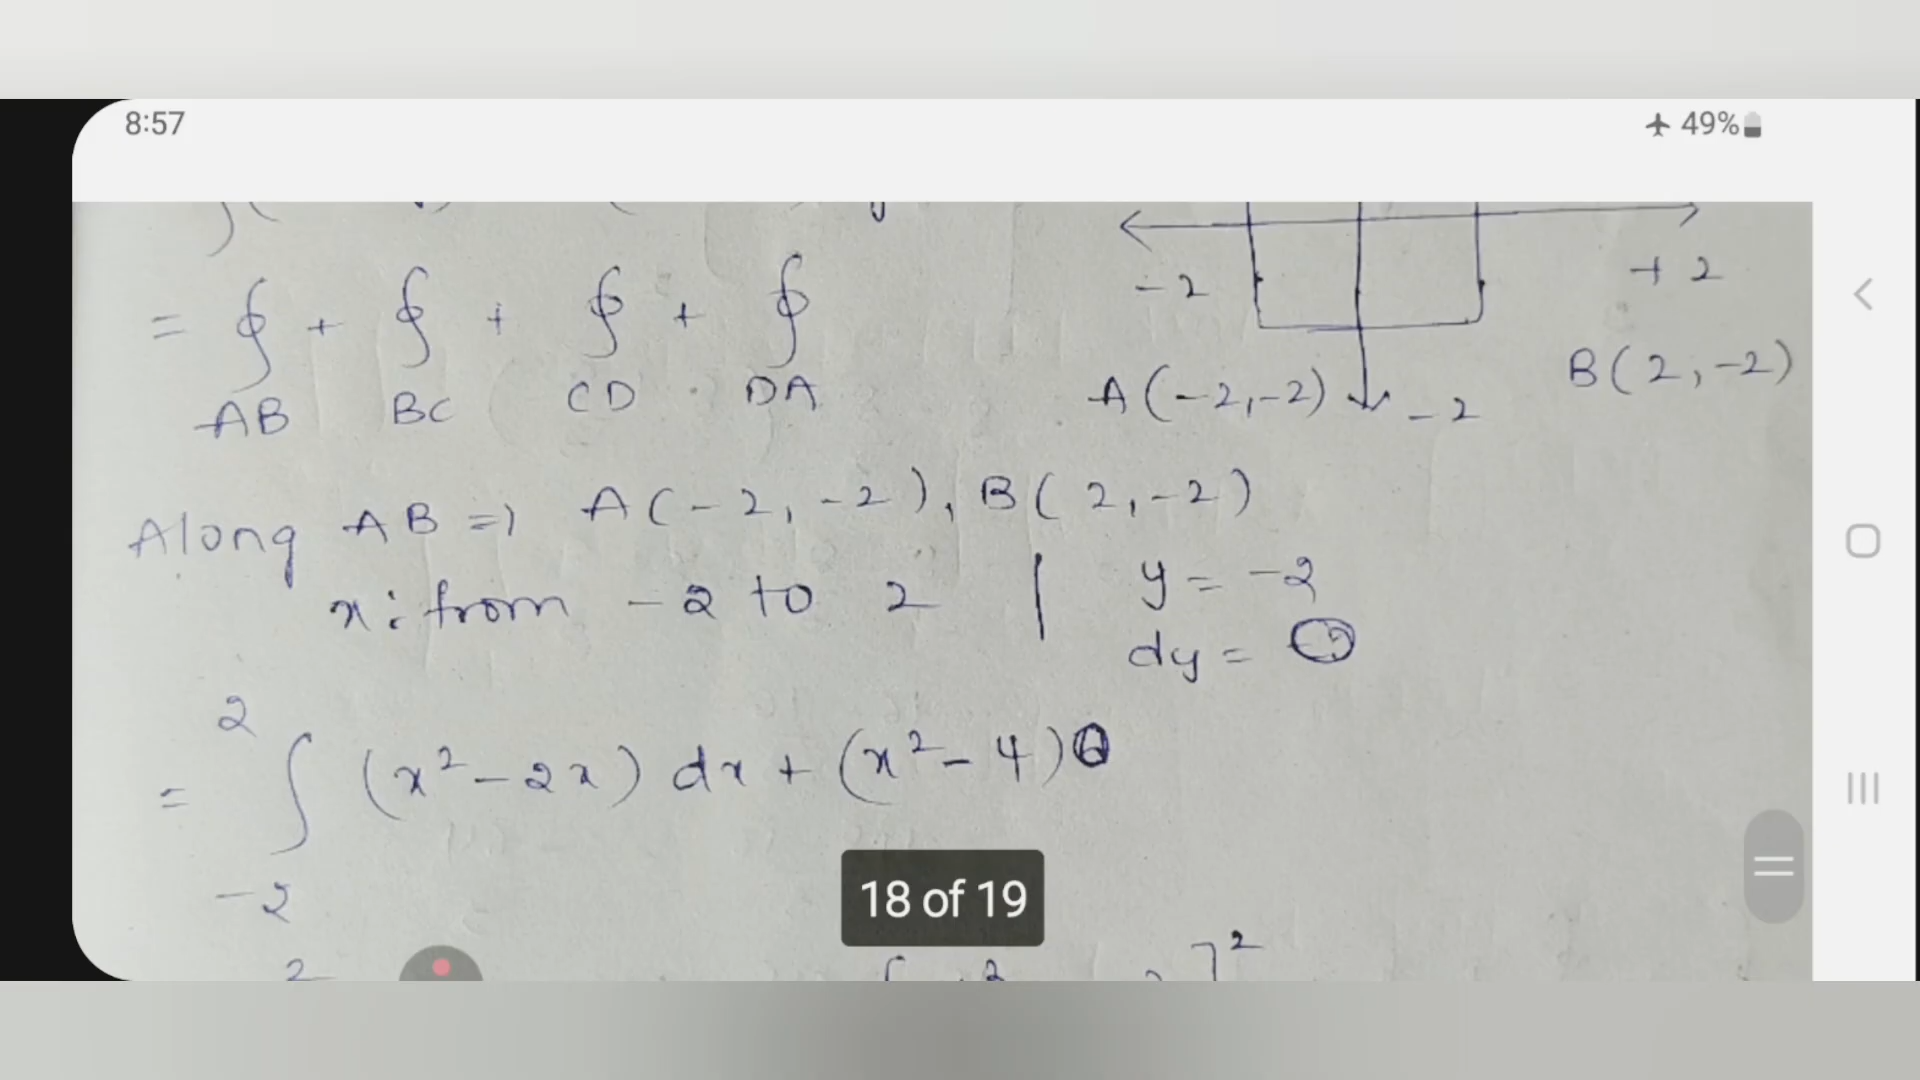 8:57
49%
= ∮ + ∮ + ∮ + ∮
AB BC CD DA
-2 +2
A(-2,-2) -2 B(2,-2)
Along AB => A(-2,-2), B(2,-2)
x: from -2 to 2 | y = -2
dy = 0
2
= ∫ (x²-2x) dx + (x²-4)0
-2
18 of 19